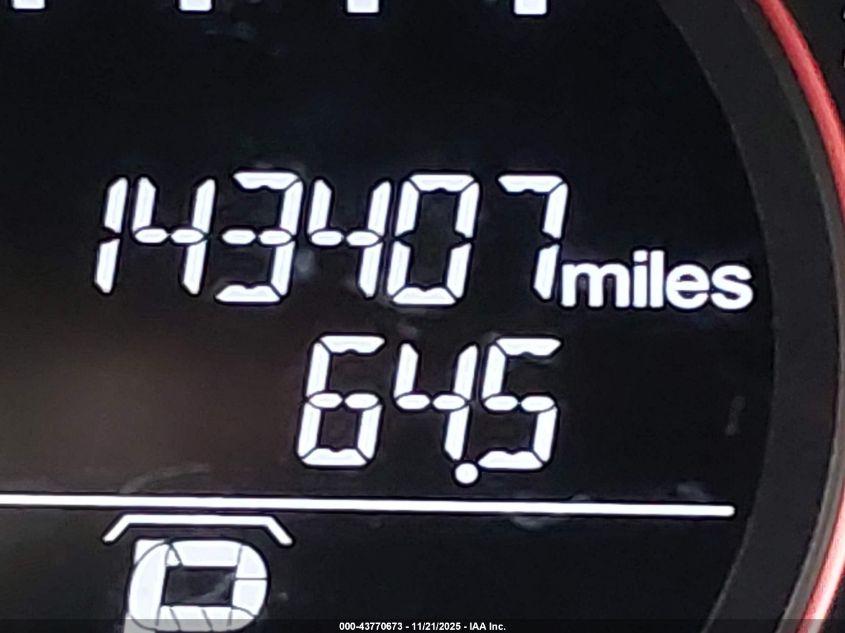 143407 miles
64.5
000-43770673 - 11/21/2025 - IAA Inc.